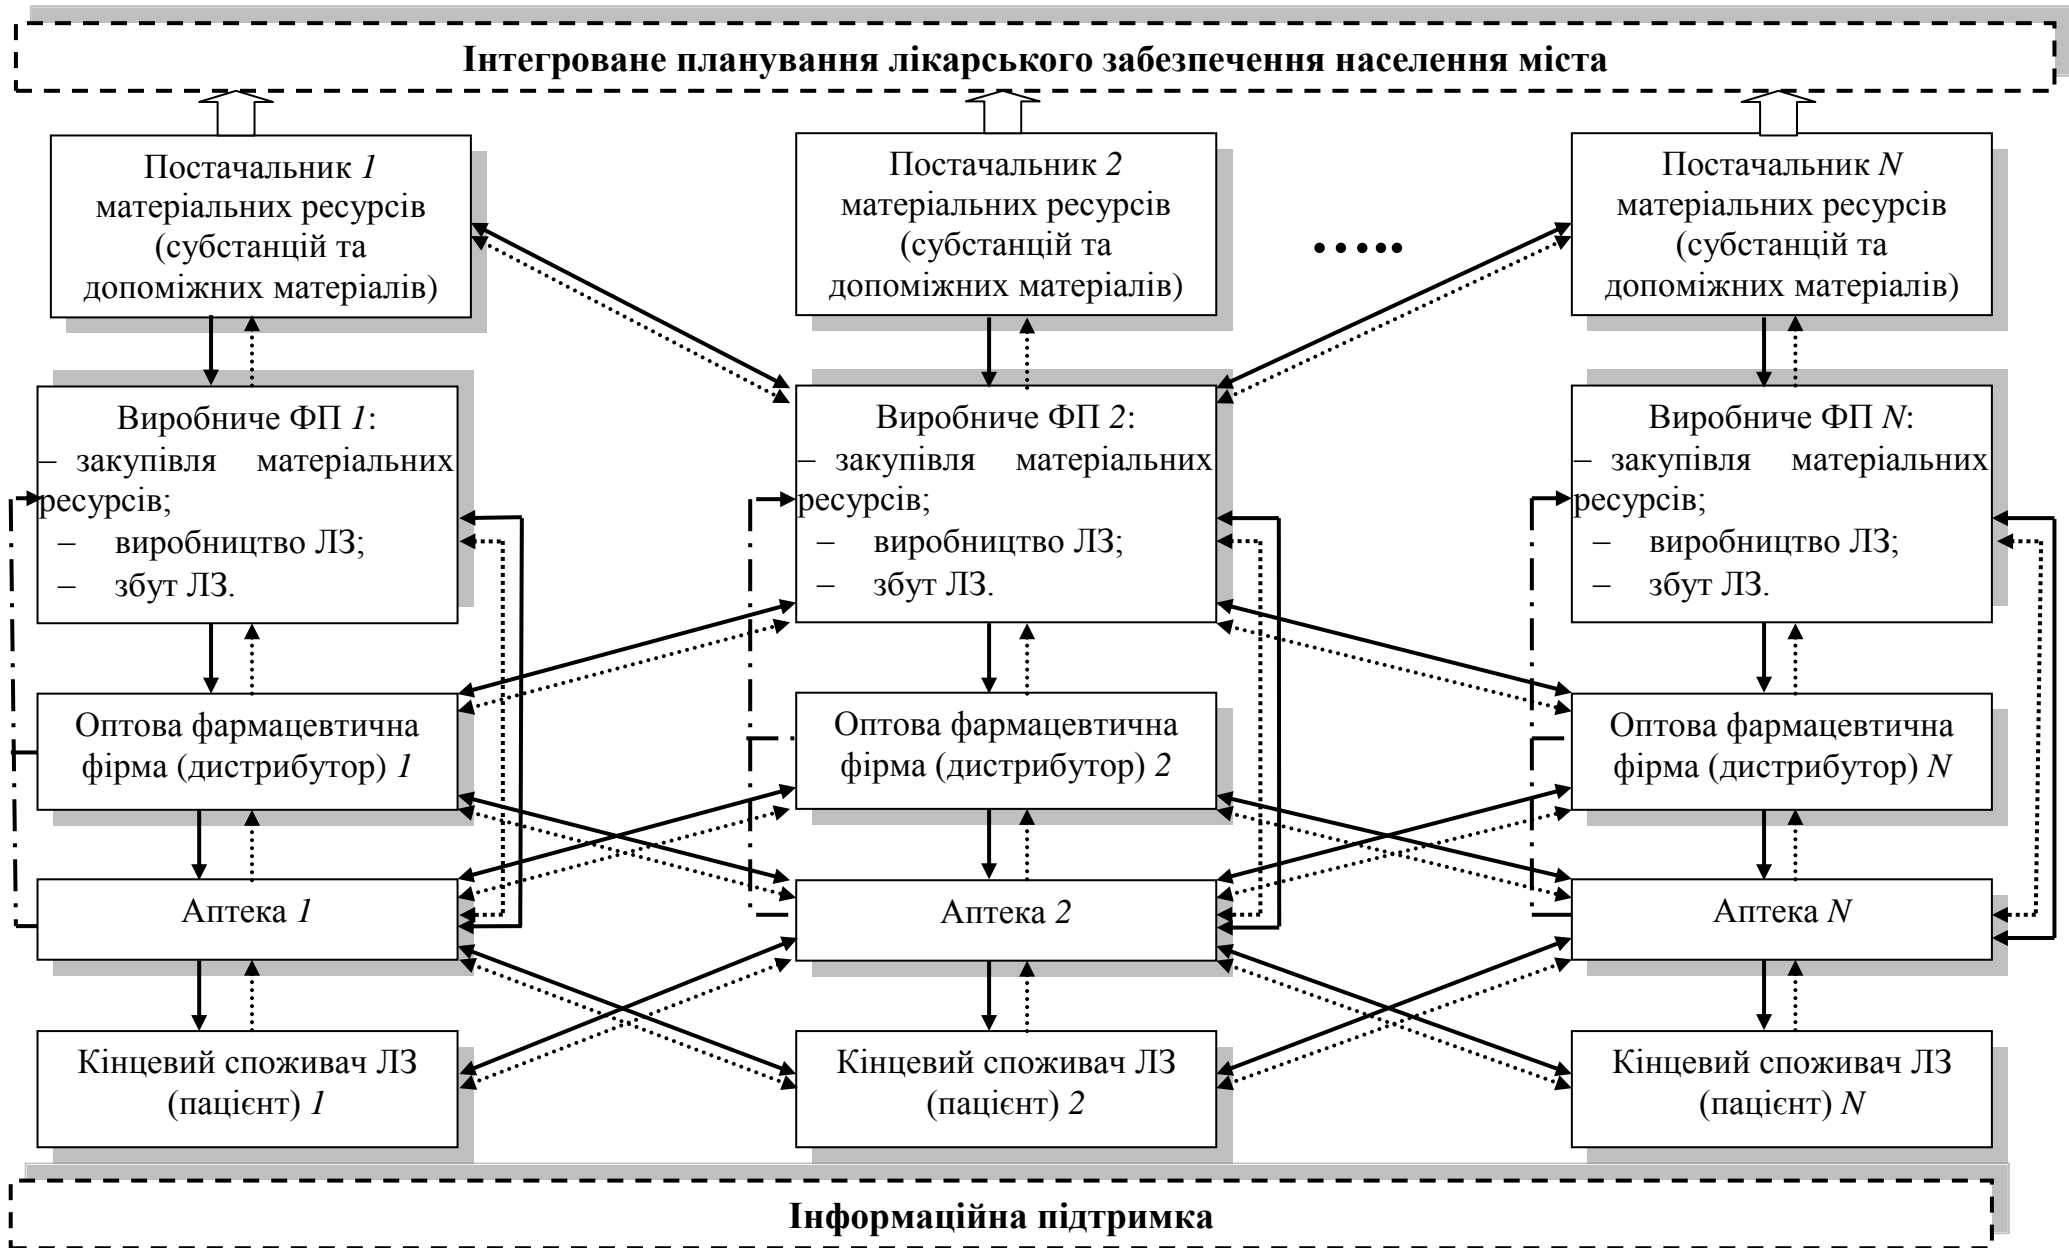 Інтегроване планування лікарського забезпечення населення міста
Постачальник 1
матеріальних ресурсів
(субстанцій та
допоміжних матеріалів)
Постачальник 2
матеріальних ресурсів
(субстанцій та
допоміжних матеріалів)
.....
Постачальник N
матеріальних ресурсів
(субстанцій та
допоміжних матеріалів)
Виробниче ФП 1:
– закупівля матеріальних
ресурсів;
– виробництво ЛЗ;
– збут ЛЗ.
Виробниче ФП 2:
– закупівля матеріальних
ресурсів;
– виробництво ЛЗ;
– збут ЛЗ.
Виробниче ФП N:
– закупівля матеріальних
ресурсів;
– виробництво ЛЗ;
– збут ЛЗ.
Оптова фармацевтична
фірма (дистрибутор) 1
Оптова фармацевтична
фірма (дистрибутор) 2
Оптова фармацевтична
фірма (дистрибутор) N
Аптека 1
Аптека 2
Аптека N
Кінцевий споживач ЛЗ
(пацієнт) 1
Кінцевий споживач ЛЗ
(пацієнт) 2
Кінцевий споживач ЛЗ
(пацієнт) N
Інформаційна підтримка